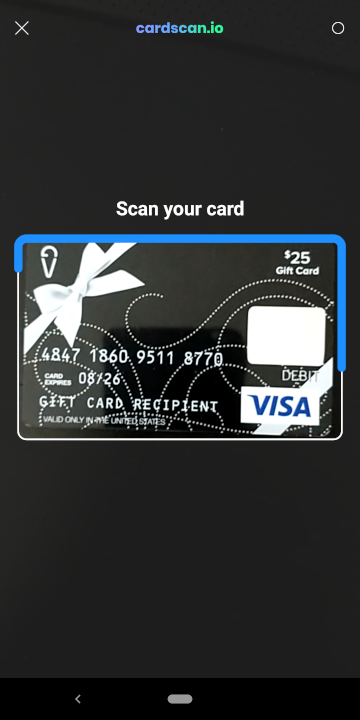 cardscan.io
Scan your card
$25
Gift Card
4847 1860 9511 8770
CARD EXPIRES 08/26
DEBIT
GIFT CARD RECIPIENT
VISA
VALID ONLY IN THE UNITED STATES